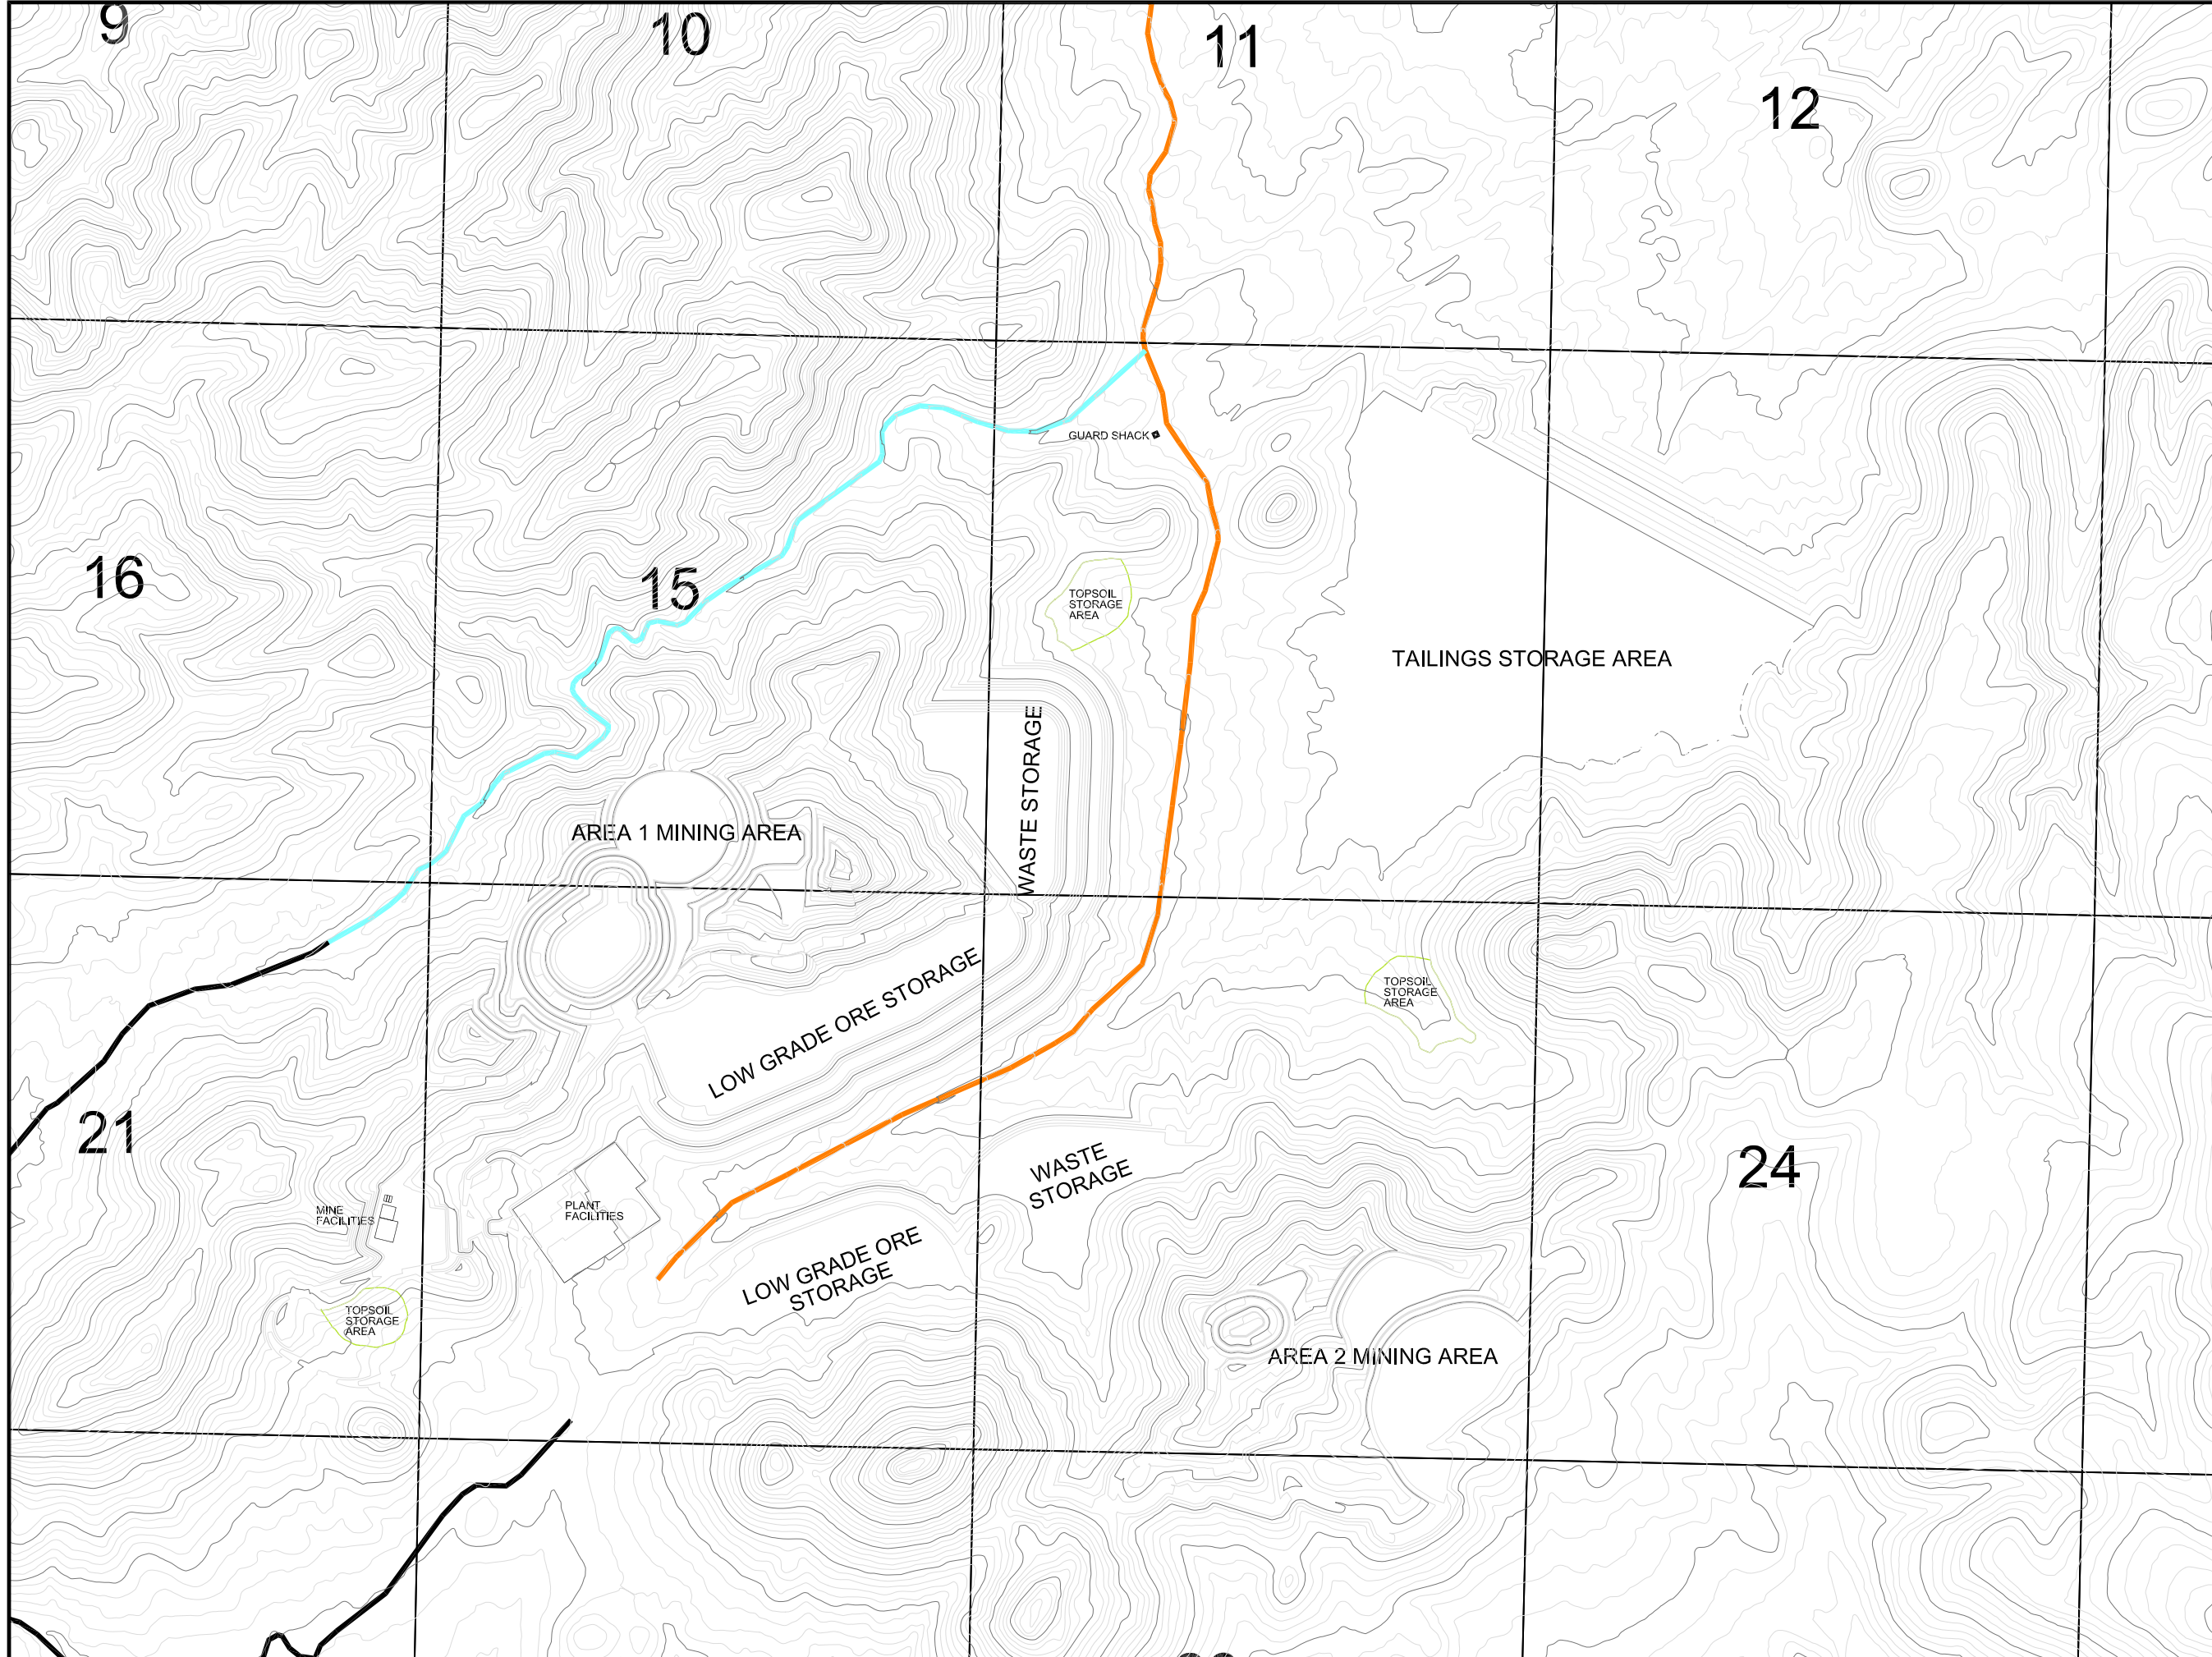 9
10
11
12
GUARD SHACK
16
15
TOPSOIL
STORAGE
AREA
TAILINGS STORAGE AREA
WASTE STORAGE
AREA 1 MINING AREA
LOW GRADE ORE STORAGE
TOPSOIL
STORAGE
AREA
21
WASTE
STORAGE
24
MINE
FACILITIES
PLANT
FACILITIES
LOW GRADE ORE
STORAGE
TOPSOIL
STORAGE
AREA
AREA 2 MINING AREA